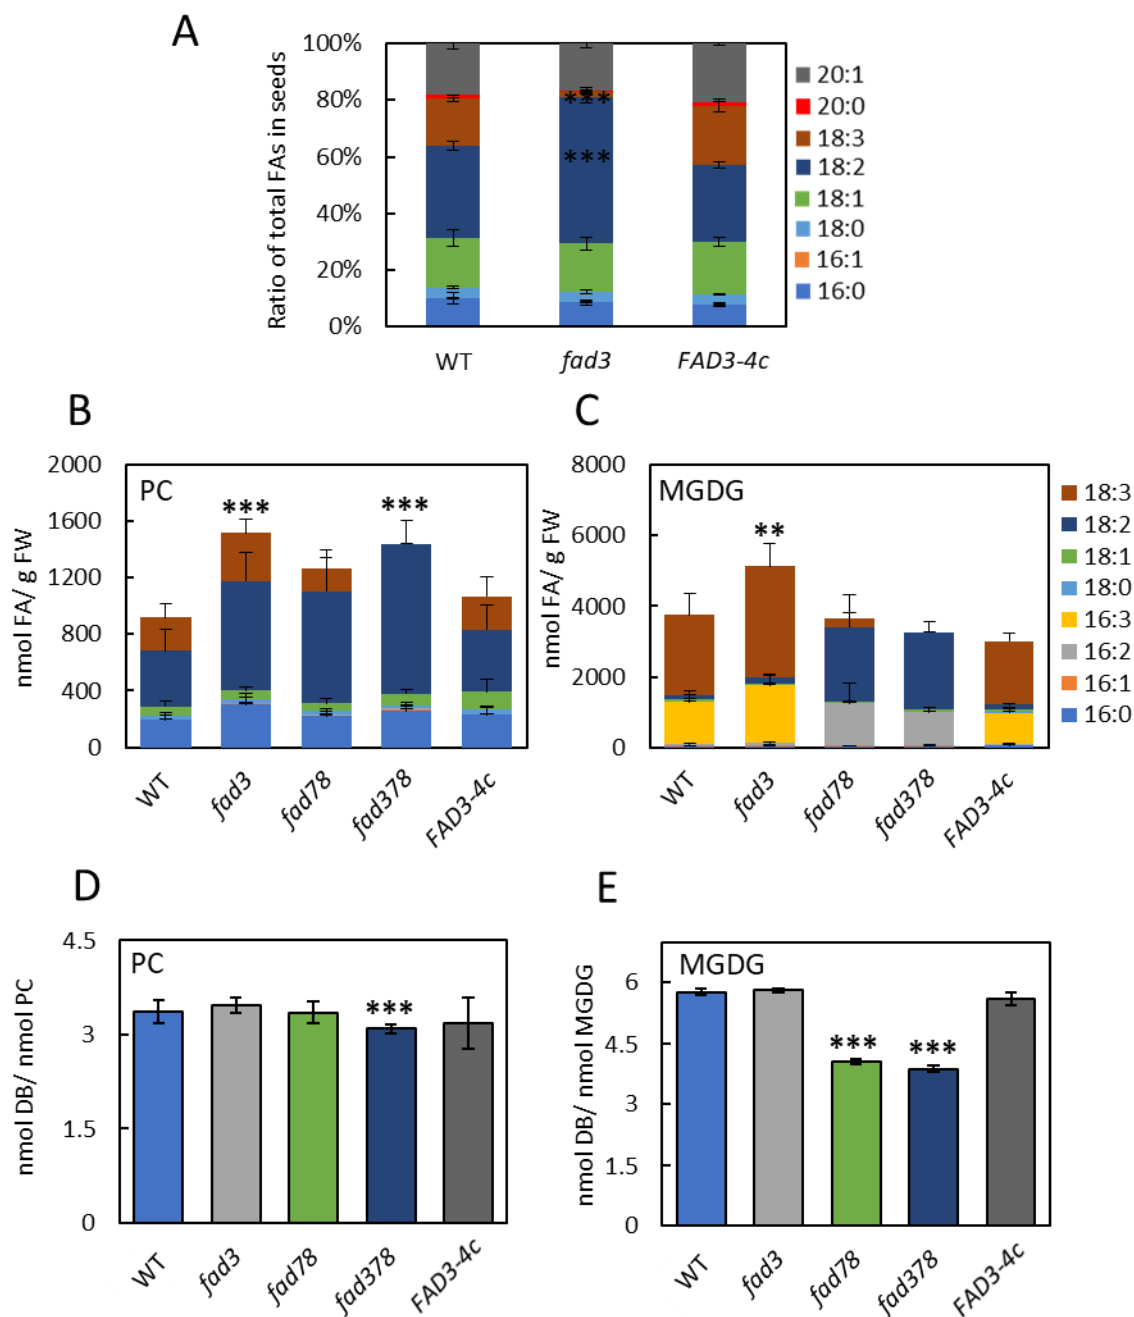 A
Ratio of total FAs in seeds
100%
80%
60%
40%
20%
0%
***
***
WT
fad3
FAD3-4c
20:1
20:0
18:3
18:2
18:1
18:0
16:1
16:0
B
nmol FA/ g FW
2000
1600
1200
800
400
0
PC
***
***
WT
fad3
fad78
fad378
FAD3-4c
C
nmol FA/ g FW
8000
6000
4000
2000
0
MGDG
**
WT
fad3
fad78
fad378
FAD3-4c
18:3
18:2
18:1
18:0
16:3
16:2
16:1
16:0
D
nmol DB/ nmol PC
4.5
3
1.5
0
PC
***
WT
fad3
fad78
fad378
FAD3-4c
E
nmol DB/ nmol MGDG
6
4.5
3
1.5
0
MGDG
***
***
WT
fad3
fad78
fad378
FAD3-4c